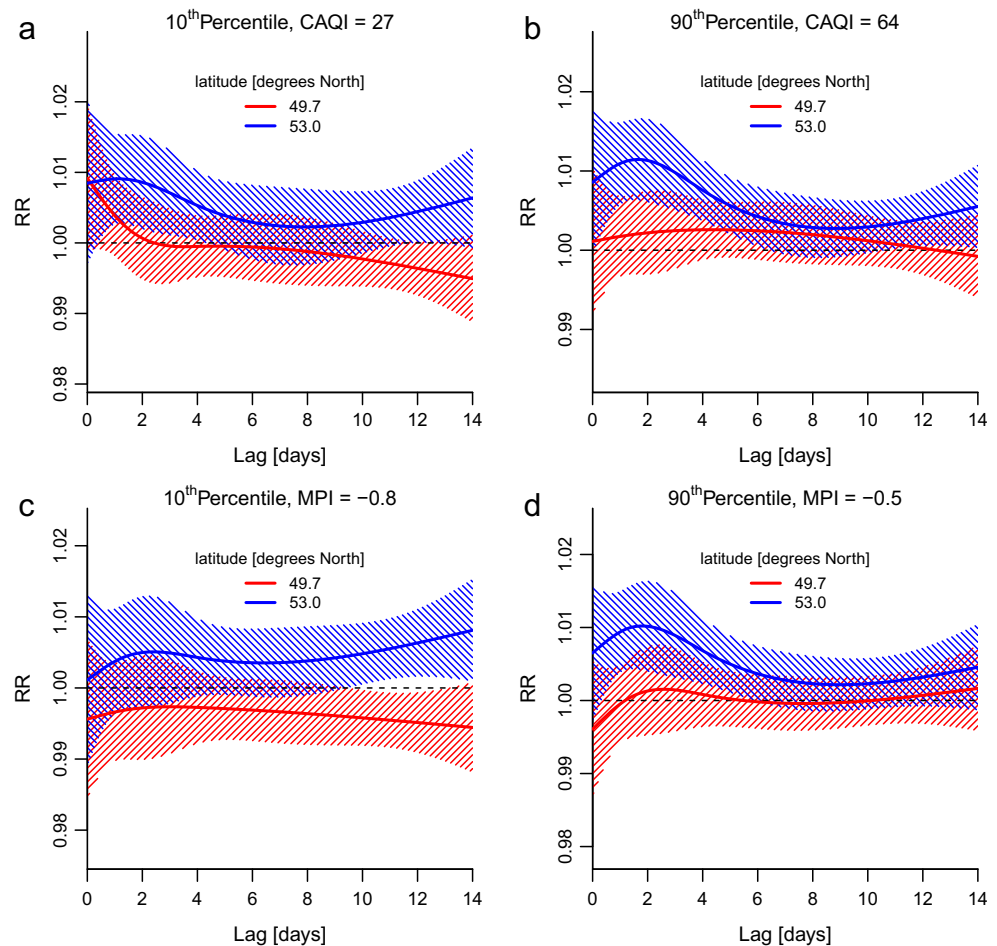 a
10thPercentile, CAQI = 27
latitude [degrees North]
49.7
53.0
RR
1.02
1.01
1.00
0.99
0.98
0 2 4 6 8 10 12 14
Lag [days]
b
90thPercentile, CAQI = 64
latitude [degrees North]
49.7
53.0
RR
1.02
1.01
1.00
0.99
0 2 4 6 8 10 12 14
Lag [days]
c
10thPercentile, MPI = −0.8
latitude [degrees North]
49.7
53.0
RR
1.02
1.01
1.00
0.99
0.98
0 2 4 6 8 10 12 14
Lag [days]
d
90thPercentile, MPI = −0.5
latitude [degrees North]
49.7
53.0
RR
1.02
1.01
1.00
0.99
0.98
0 2 4 6 8 10 12 14
Lag [days]